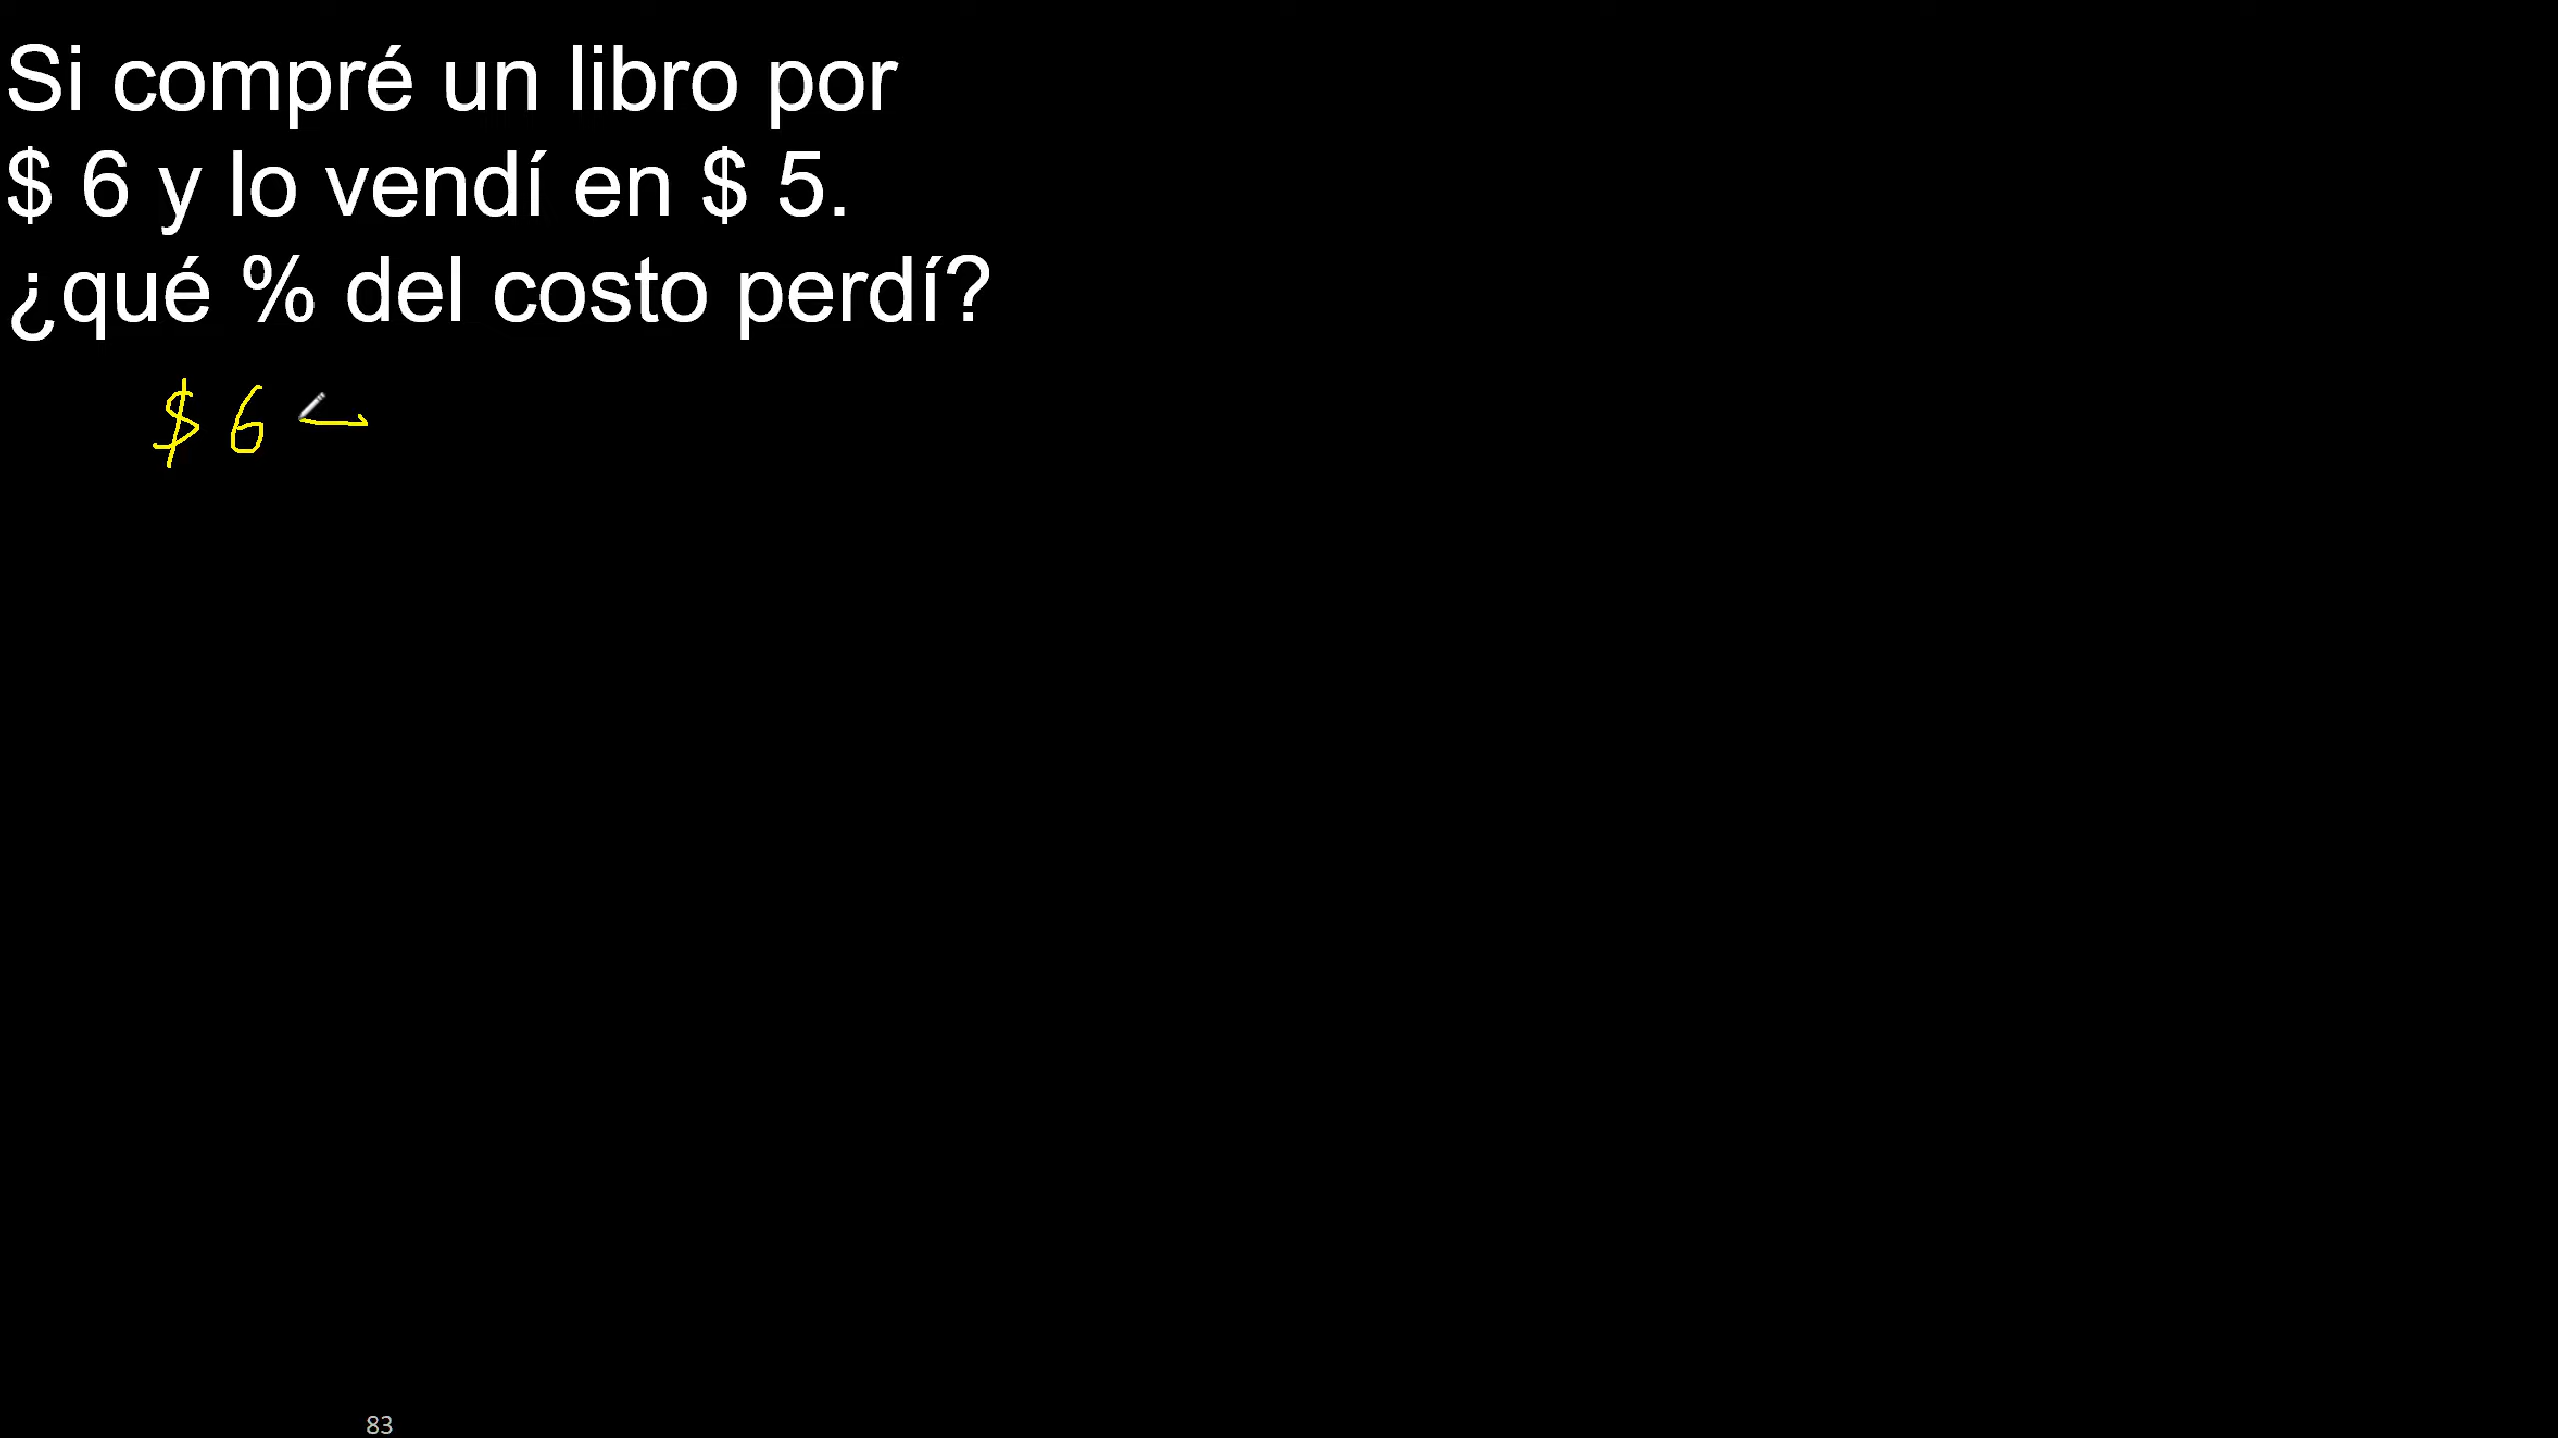 Si compré un libro por
$ 6 y lo vendí en $ 5.
¿qué % del costo perdí?
$ 6
83